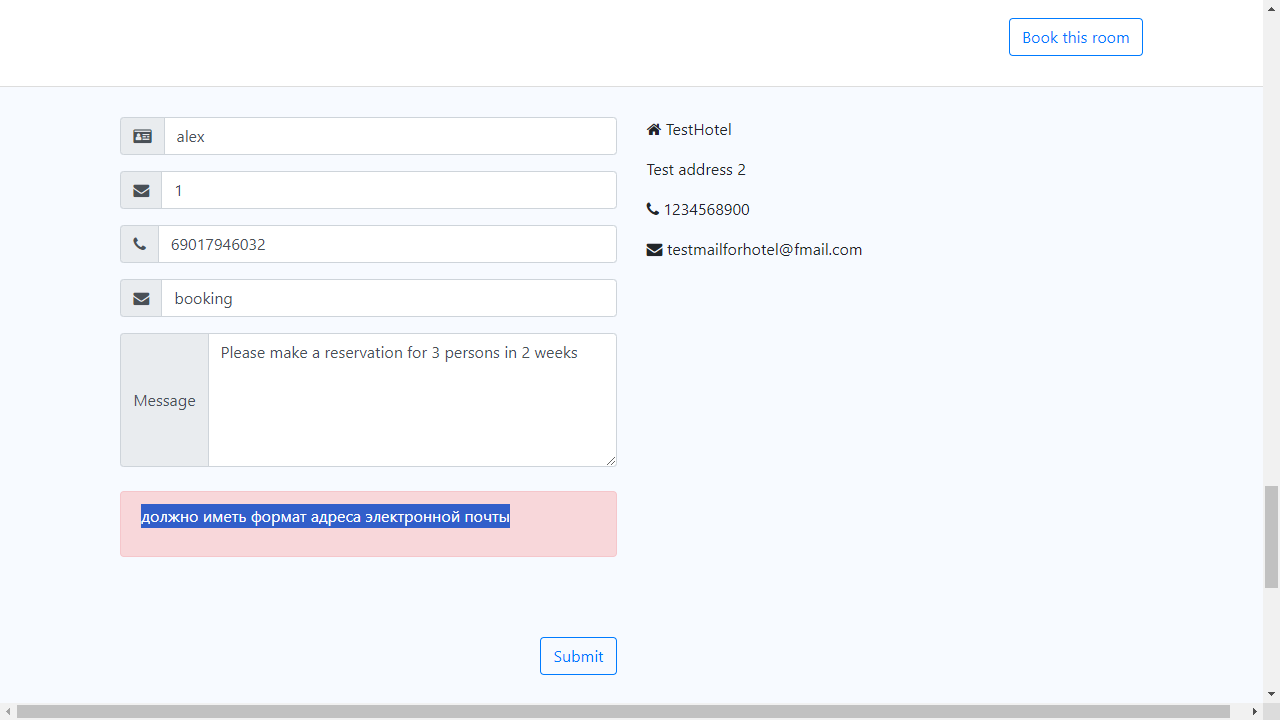 Book this room
alex
1
69017946032
booking
Message
Please make a reservation for 3 persons in 2 weeks
должно иметь формат адреса электронной почты
Submit
TestHotel
Test address 2
1234568900
testmailforhotel@fmail.com